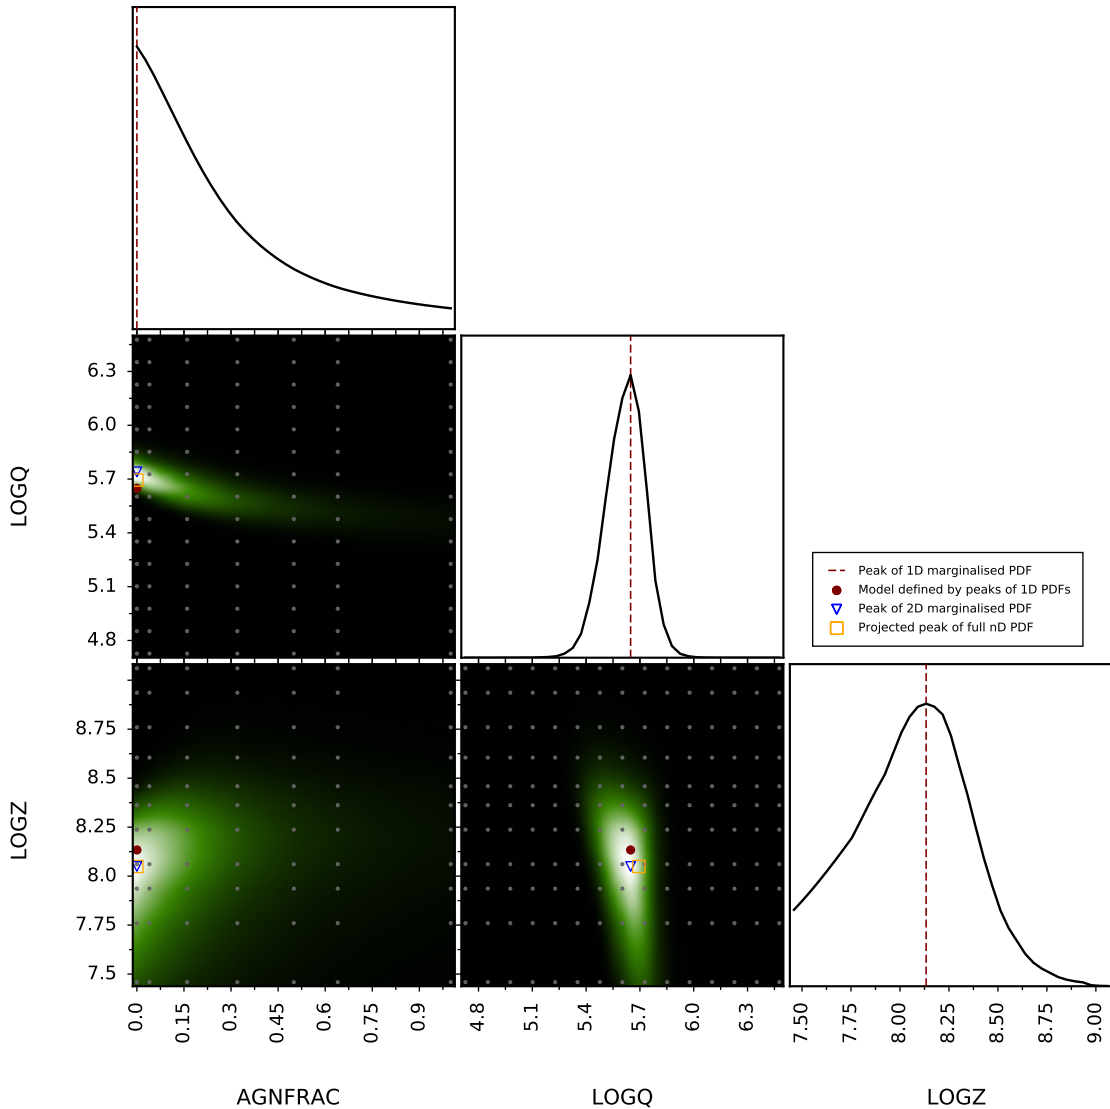 6.3
6.0
5.7
5.4
5.1
4.8
LOGQ
Peak of 1D marginalised PDF
Model defined by peaks of 1D PDFs
Peak of 2D marginalised PDF
Projected peak of full nD PDF
8.75
8.5
8.25
8.0
7.75
7.5
LOGZ
0.0 0.15 0.3 0.45 0.6 0.75 0.9
4.8 5.1 5.4 5.7 6.0 6.3
7.50 7.75 8.00 8.25 8.50 8.75 9.00
AGNFRAC LOGQ LOGZ